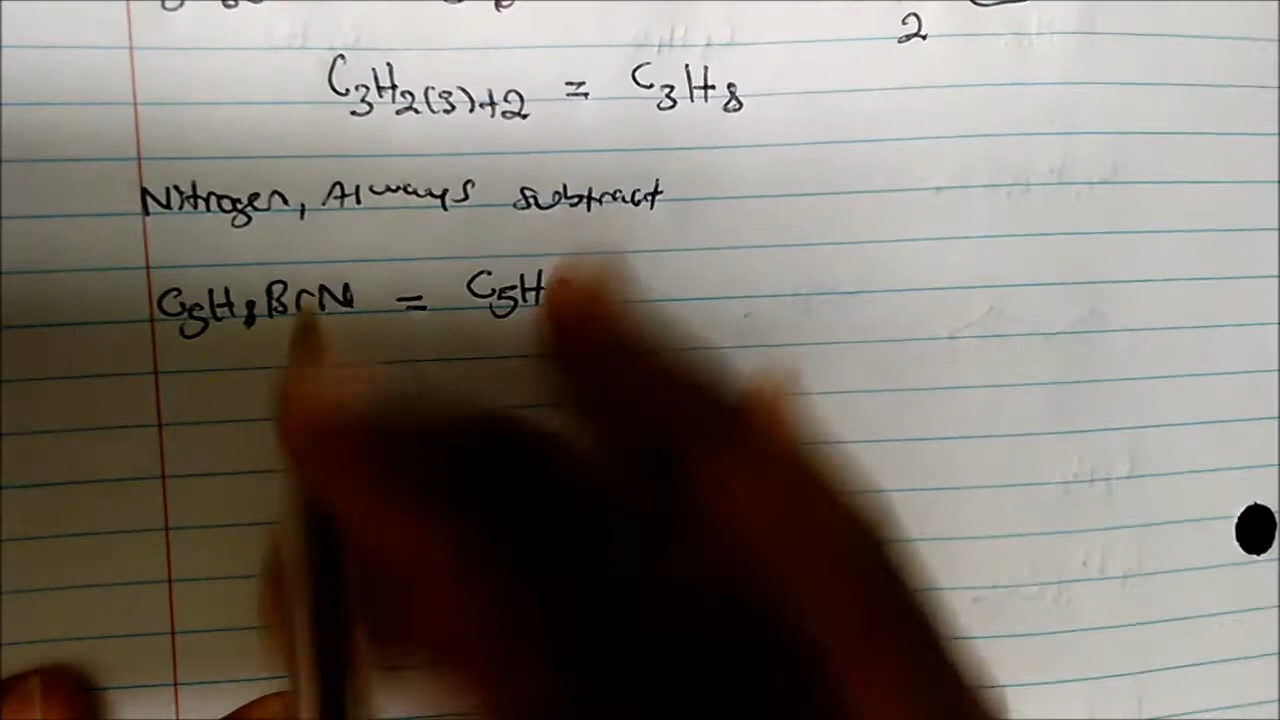 2
C3H2(3)+2 = C3H8
Nitrogen, Always subtract
C5H8BrN = C5H